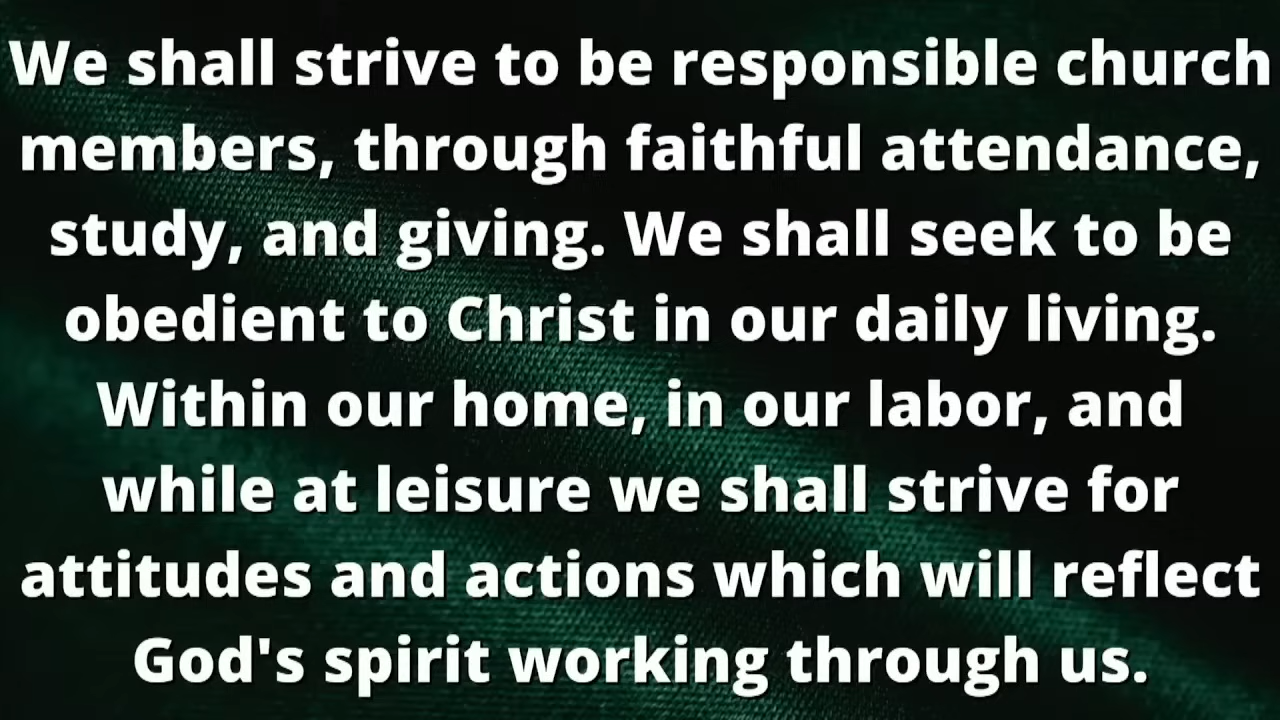 We shall strive to be responsible church
members, through faithful attendance,
study, and giving. We shall seek to be
obedient to Christ in our daily living.
Within our home, in our labor, and
while at leisure we shall strive for
attitudes and actions which will reflect
God's spirit working through us.